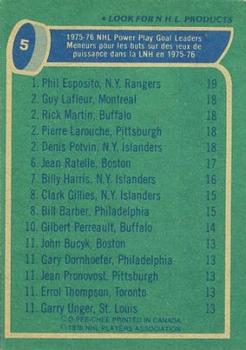 • LOOK FOR N H L. PRODUCTS
5
1975-76 NHL Power Play Goal Leaders
Meneurs pour les buts sur des jeux de
puissance dans la LNH en 1975-76
1. Phil Esposito, N.Y. Rangers 19
2. Guy Lafleur, Montreal 18
2. Rick Martin, Buffalo 18
2. Pierre Larouche, Pittsburgh 18
2. Denis Potvin, N.Y. Islanders 18
6. Jean Ratelle, Boston 17
7. Billy Harris, N.Y. Islanders 16
8. Clark Gillies, N.Y. Islanders 15
8. Bill Barber, Philadelphia 15
10. Gilbert Perreault, Buffalo 14
11. John Bucyk, Boston 13
11. Gary Dornhoefer, Philadelphia 13
11. Jean Pronovost, Pittsburgh 13
11. Errol Thompson, Toronto 13
11. Garry Unger, St. Louis 13
© O-PEE-CHEE PRINTED IN CANADA
© 1976 NHL PLAYERS ASSOCIATION